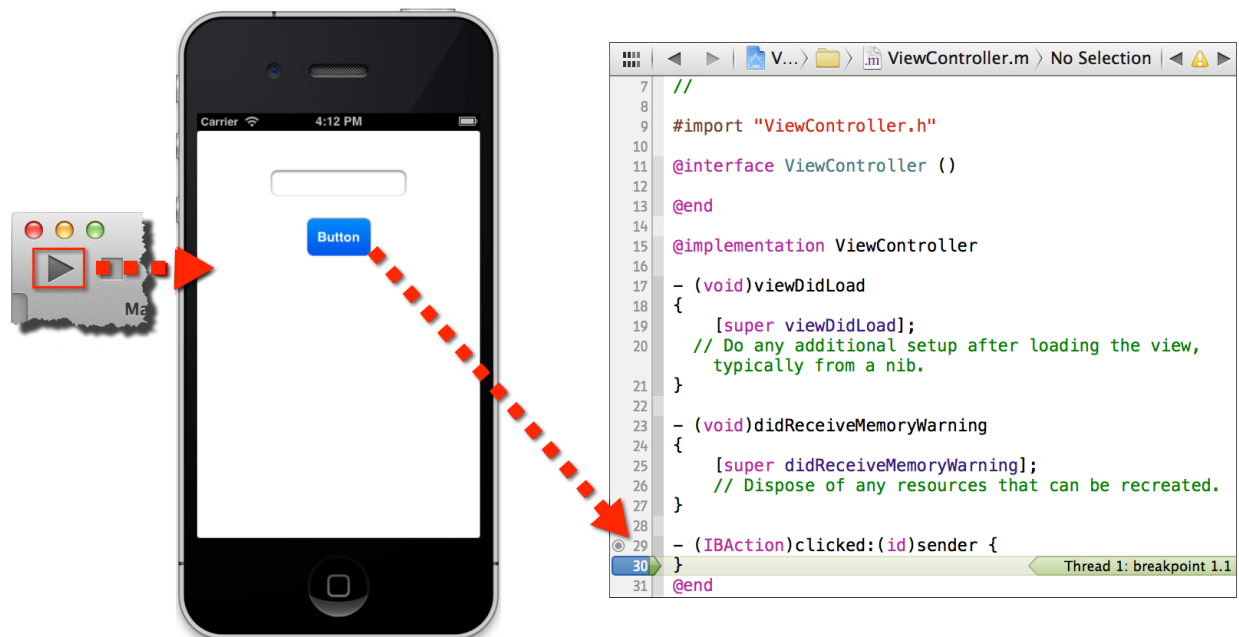 Ma
Carrier 4:12 PM
Button
V... ViewController.m No Selection
7 //
8
9 #import "ViewController.h"
10
11 @interface ViewController ()
12
13 @end
14
15 @implementation ViewController
16
17 - (void)viewDidLoad
18 {
19 [super viewDidLoad];
20 // Do any additional setup after loading the view,
typically from a nib.
21 }
22
23 - (void)didReceiveMemoryWarning
24 {
25 [super didReceiveMemoryWarning];
26 // Dispose of any resources that can be recreated.
27 }
28
29 - (IBAction)clicked:(id)sender {
30 } Thread 1: breakpoint 1.1
31 @end